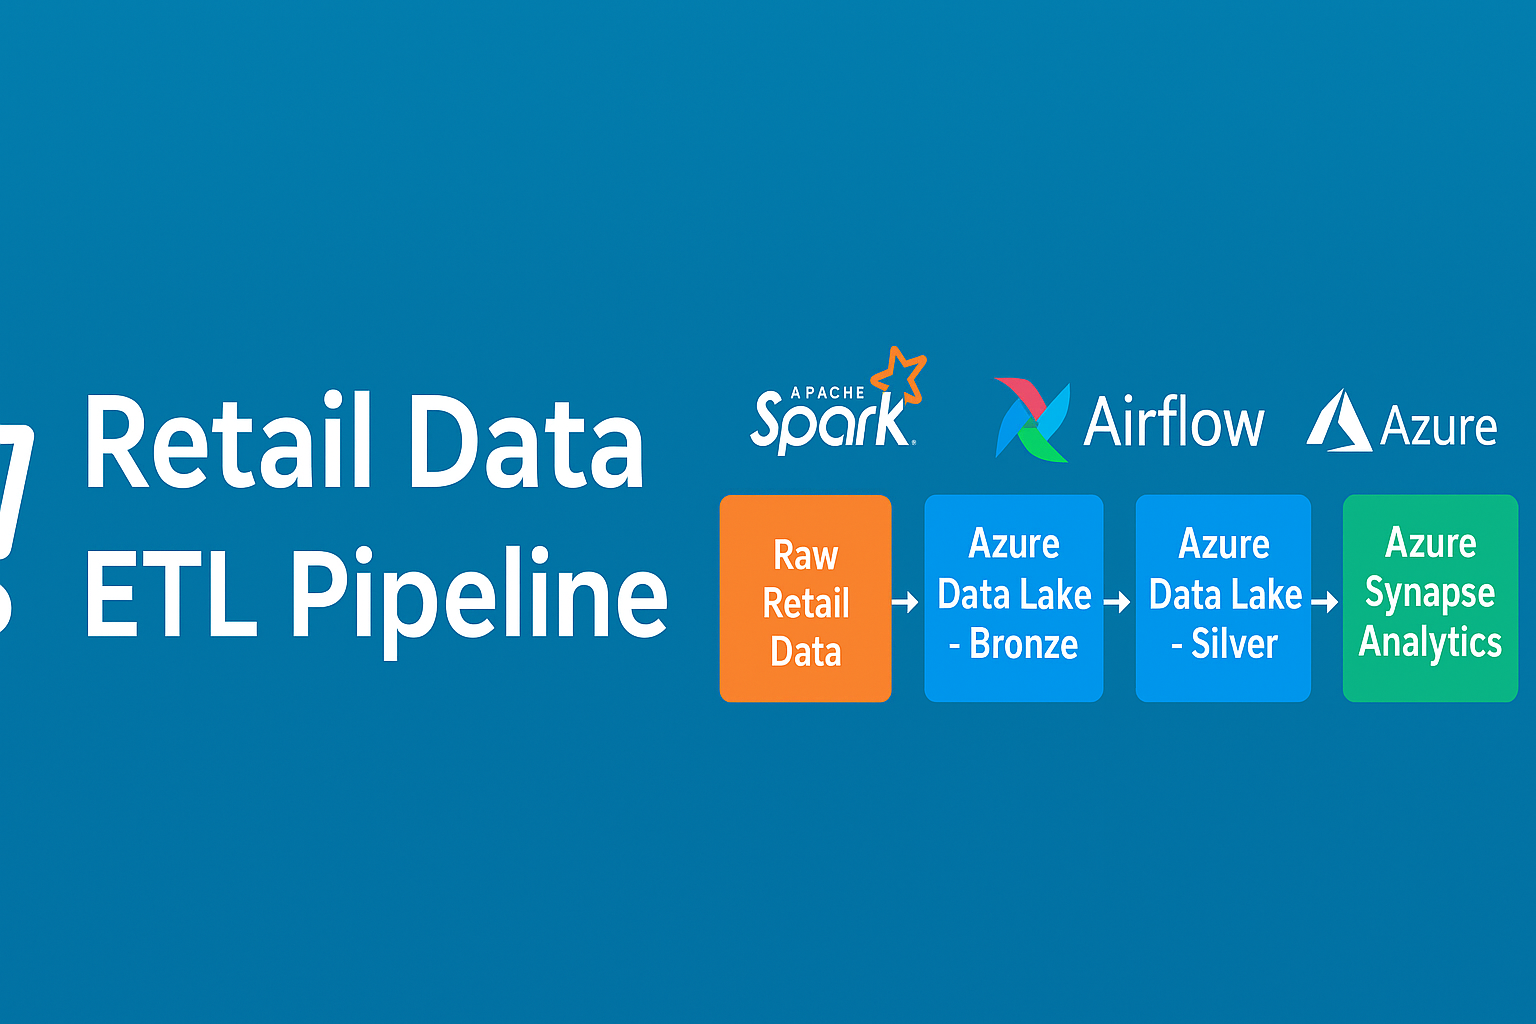 Retail Data
ETL Pipeline
APACHE
Spark
Airflow
Azure
Raw
Retail
Data
Azure
Data Lake
- Bronze
Azure
Data Lake
- Silver
Azure
Synapse
Analytics